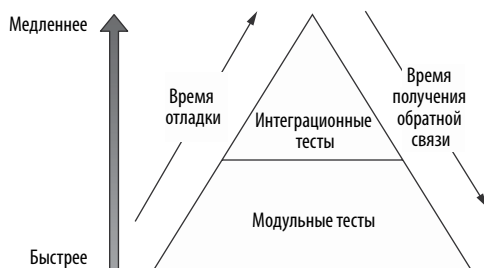 Медленнее
Время
отладки
Интеграционные
тесты
Время
получения
обратной
связи
Модульные тесты
Быстрее